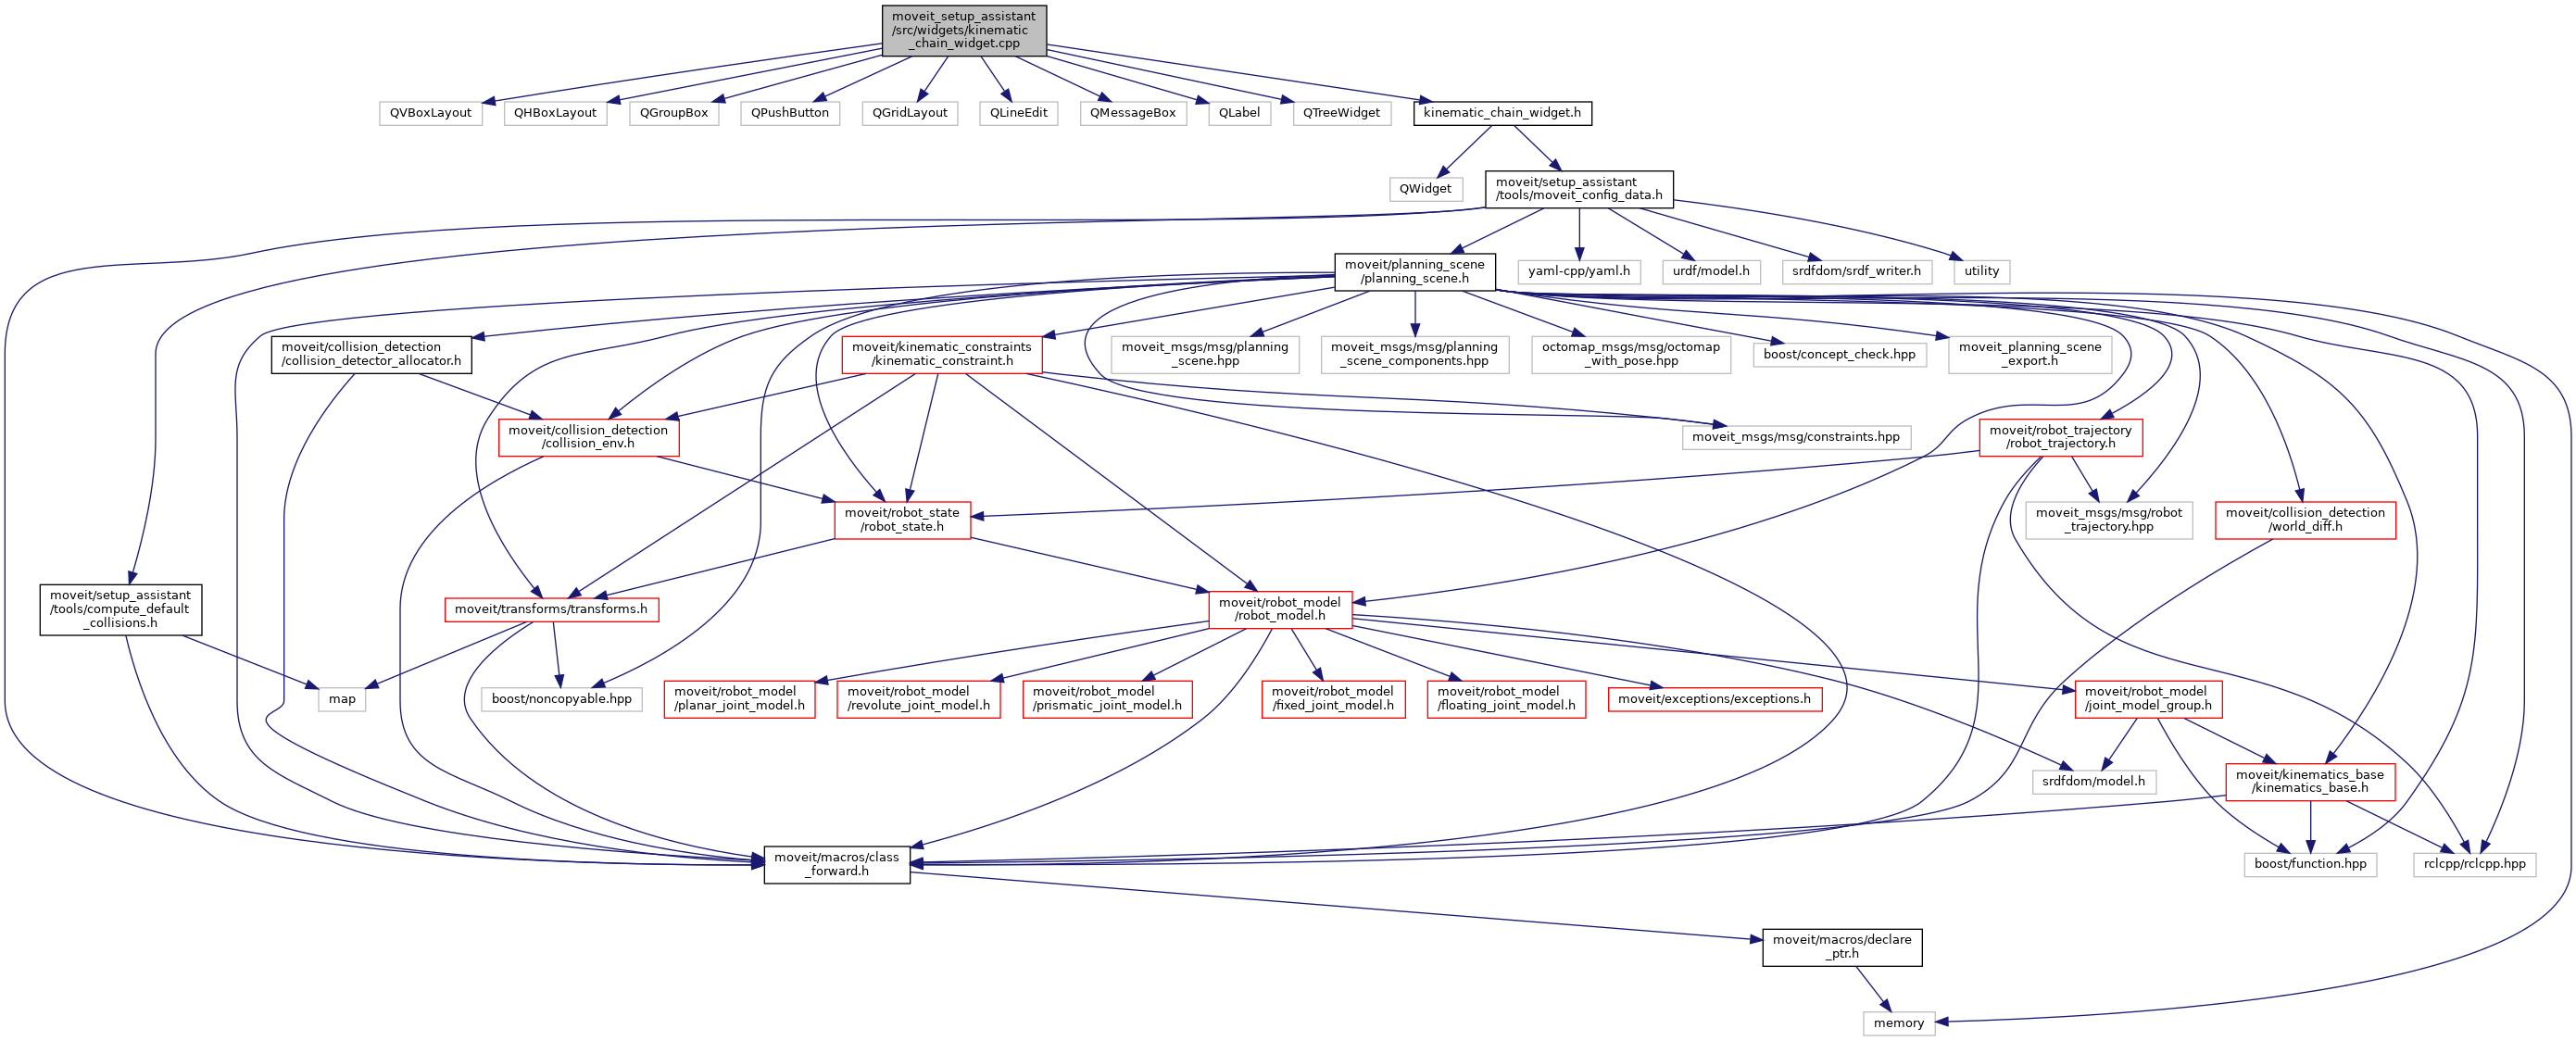 moveit_setup_assistant
/src/widgets/kinematic
_chain_widget.cpp
QVBoxLayout
QHBoxLayout
QGroupBox
QPushButton
QGridLayout
QLineEdit
QMessageBox
QLabel
QTreeWidget
kinematic_chain_widget.h
QWidget
moveit/setup_assistant
/tools/moveit_config_data.h
moveit/planning_scene
/planning_scene.h
yaml-cpp/yaml.h
urdf/model.h
srdfdom/srdf_writer.h
utility
moveit/collision_detection
/collision_detector_allocator.h
moveit/kinematic_constraints
/kinematic_constraint.h
moveit_msgs/msg/planning
_scene.hpp
moveit_msgs/msg/planning
_scene_components.hpp
octomap_msgs/msg/octomap
_with_pose.hpp
boost/concept_check.hpp
moveit_planning_scene
_export.h
moveit/collision_detection
/collision_env.h
moveit_msgs/msg/constraints.hpp
moveit/robot_trajectory
/robot_trajectory.h
moveit/robot_state
/robot_state.h
moveit_msgs/msg/robot
_trajectory.hpp
moveit/collision_detection
/world_diff.h
moveit/setup_assistant
/tools/compute_default
_collisions.h
moveit/transforms/transforms.h
moveit/robot_model
/robot_model.h
map
boost/noncopyable.hpp
moveit/robot_model
/planar_joint_model.h
moveit/robot_model
/revolute_joint_model.h
moveit/robot_model
/prismatic_joint_model.h
moveit/robot_model
/fixed_joint_model.h
moveit/robot_model
/floating_joint_model.h
moveit/exceptions/exceptions.h
moveit/robot_model
/joint_model_group.h
srdfdom/model.h
moveit/kinematics_base
/kinematics_base.h
moveit/macros/class
_forward.h
boost/function.hpp
rclcpp/rclcpp.hpp
moveit/macros/declare
_ptr.h
memory